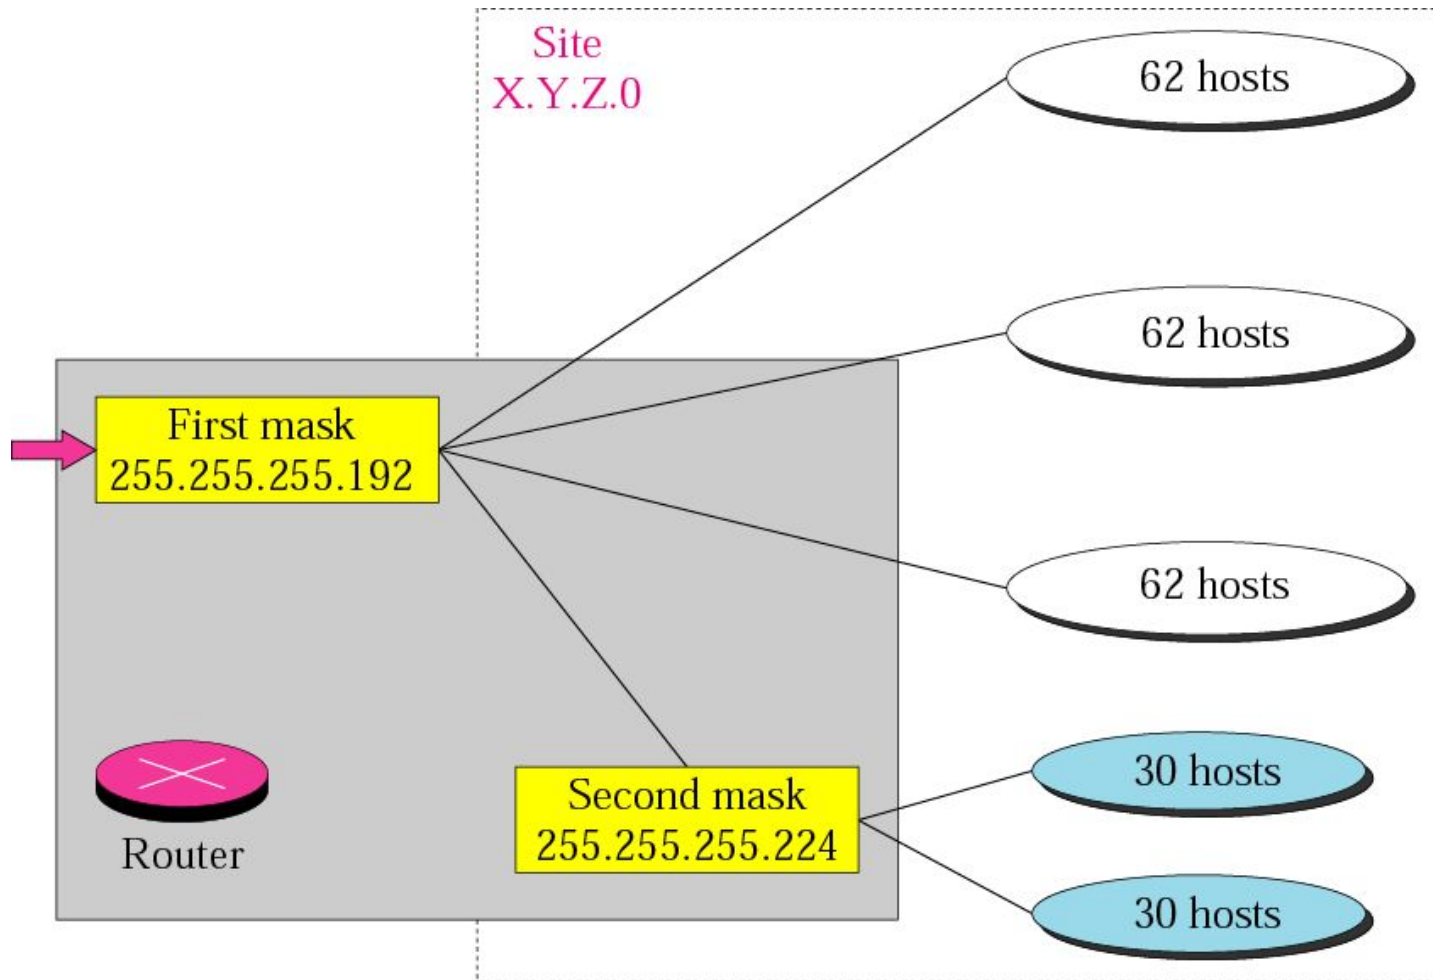 Site
X.Y.Z.0
62 hosts
62 hosts
First mask
255.255.255.192
62 hosts
Router
Second mask
255.255.255.224
30 hosts
30 hosts